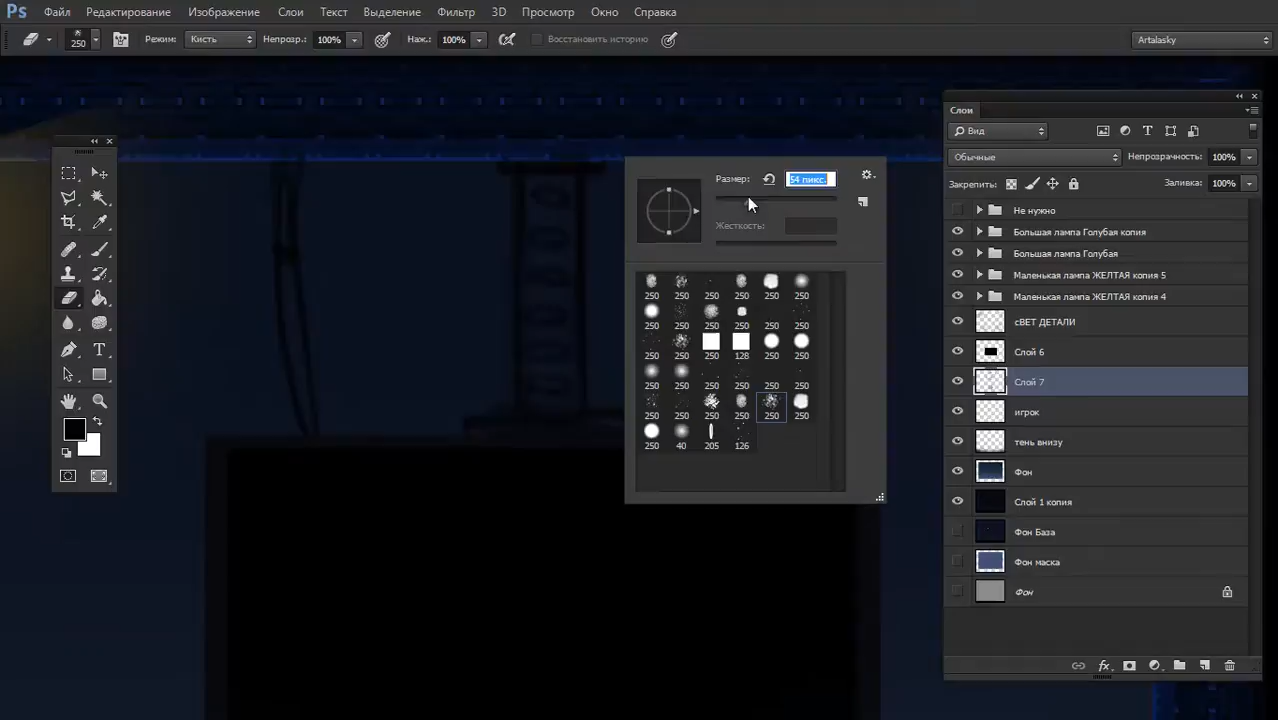 Ps Файл Редактирование Изображение Слои Текст Выделение Фильтр 3D Просмотр Окно Справка
250 Режим: Кисть Непрозр.: 100% Наж.: 100% Восстановить историю Artalasky
Слои
Вид
Обычные Непрозрачность: 100%
Закрепить: Заливка: 100%
Размер: 54 пикс.
Жесткость:
250 250 250 250 250 250
250 250 250 250 250 250
250 250 250 128 250 250
250 250 250 250 250 250
250 250 250 250 250 250
250 40 205 126
Не нужно
Большая лампа Голубая копия
Большая лампа Голубая
Маленькая лампа ЖЕЛТАЯ копия 5
Маленькая лампа ЖЕЛТАЯ копия 4
сВЕТ ДЕТАЛИ
Слой 6
Слой 7
игрок
тень внизу
Фон
Слой 1 копия
Фон База
Фон маска
Фон
fx